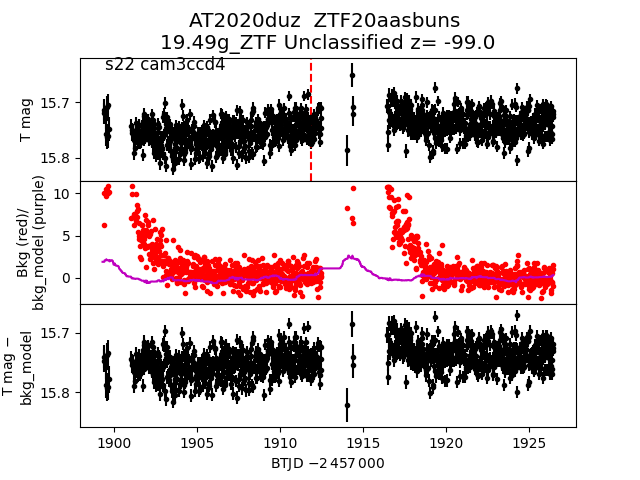 AT2020duz  ZTF20aasbuns
19.49g_ZTF Unclassified z= -99.0
s22 cam3ccd4
T mag
15.7
15.8
Bkg (red)/
bkg_model (purple)
10
5
0
T mag −
bkg_model
15.7
15.8
1900
1905
1910
1915
1920
1925
BTJD −2 457 000